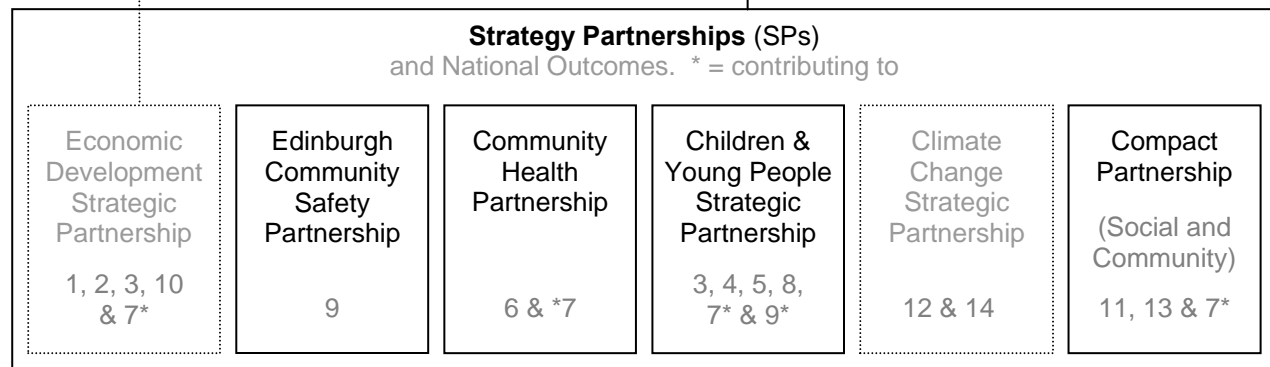 Strategy Partnerships (SPs)
and National Outcomes. * = contributing to
Economic
Development
Strategic
Partnership
1, 2, 3, 10
& 7*
Edinburgh
Community
Safety
Partnership
9
Community
Health
Partnership
6 & *7
Children &
Young People
Strategic
Partnership
3, 4, 5, 8,
7* & 9*
Climate
Change
Strategic
Partnership
12 & 14
Compact
Partnership
(Social and
Community)
11, 13 & 7*